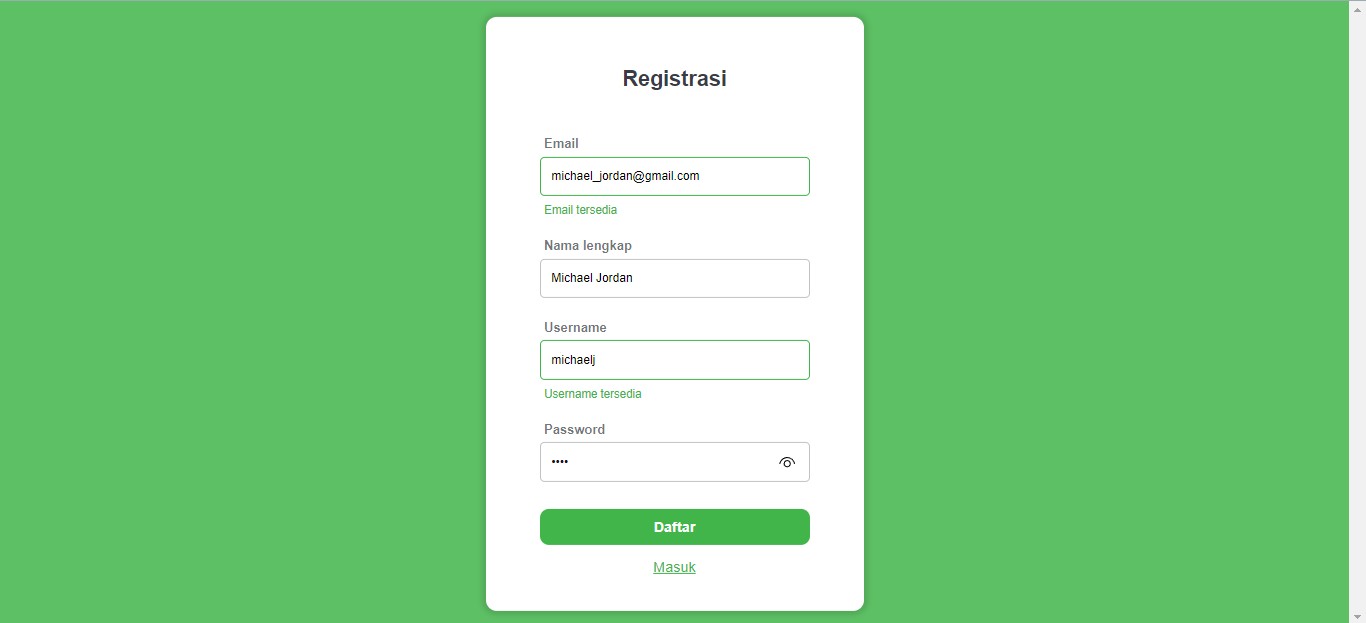 Registrasi
Email
michael_jordan@gmail.com
Email tersedia
Nama lengkap
Michael Jordan
Username
michaelj
Username tersedia
Password
••••
Daftar
Masuk